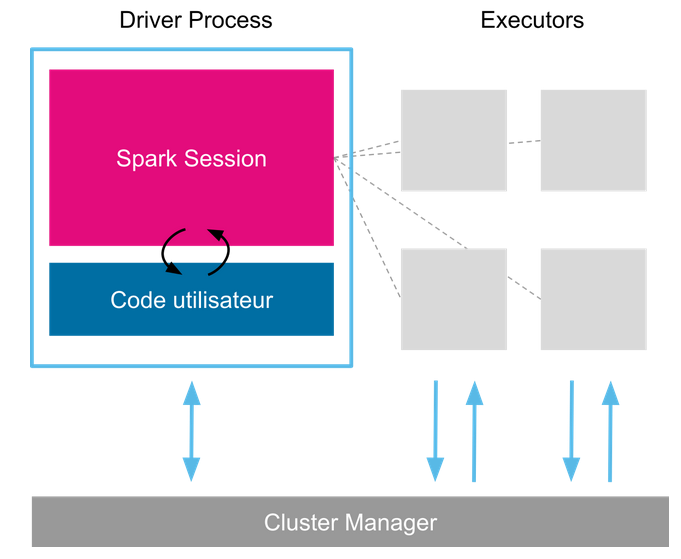 Driver Process
Executors
Spark Session
Code utilisateur
Cluster Manager